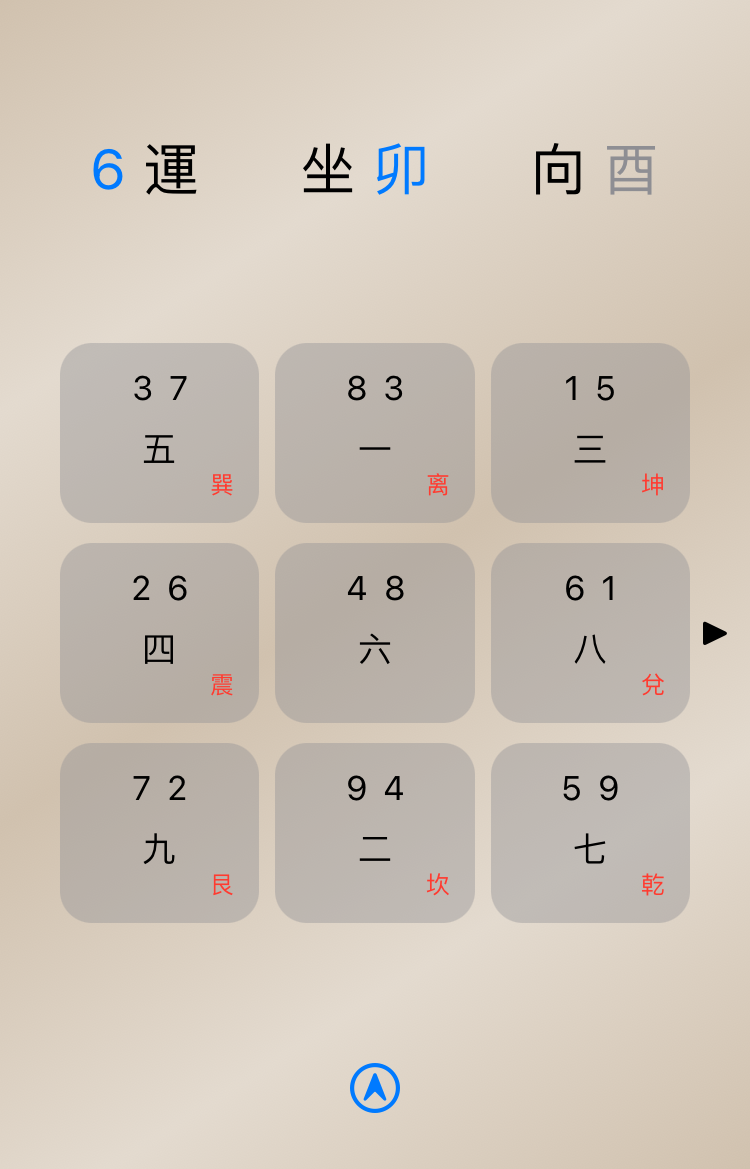 6 運 坐 卯 向 酉
3 7 8 3 1 5
五 一 三
巽 离 坤
2 6 4 8 6 1
四 六 八
震 兌
7 2 9 4 5 9
九 二 七
艮 坎 乾